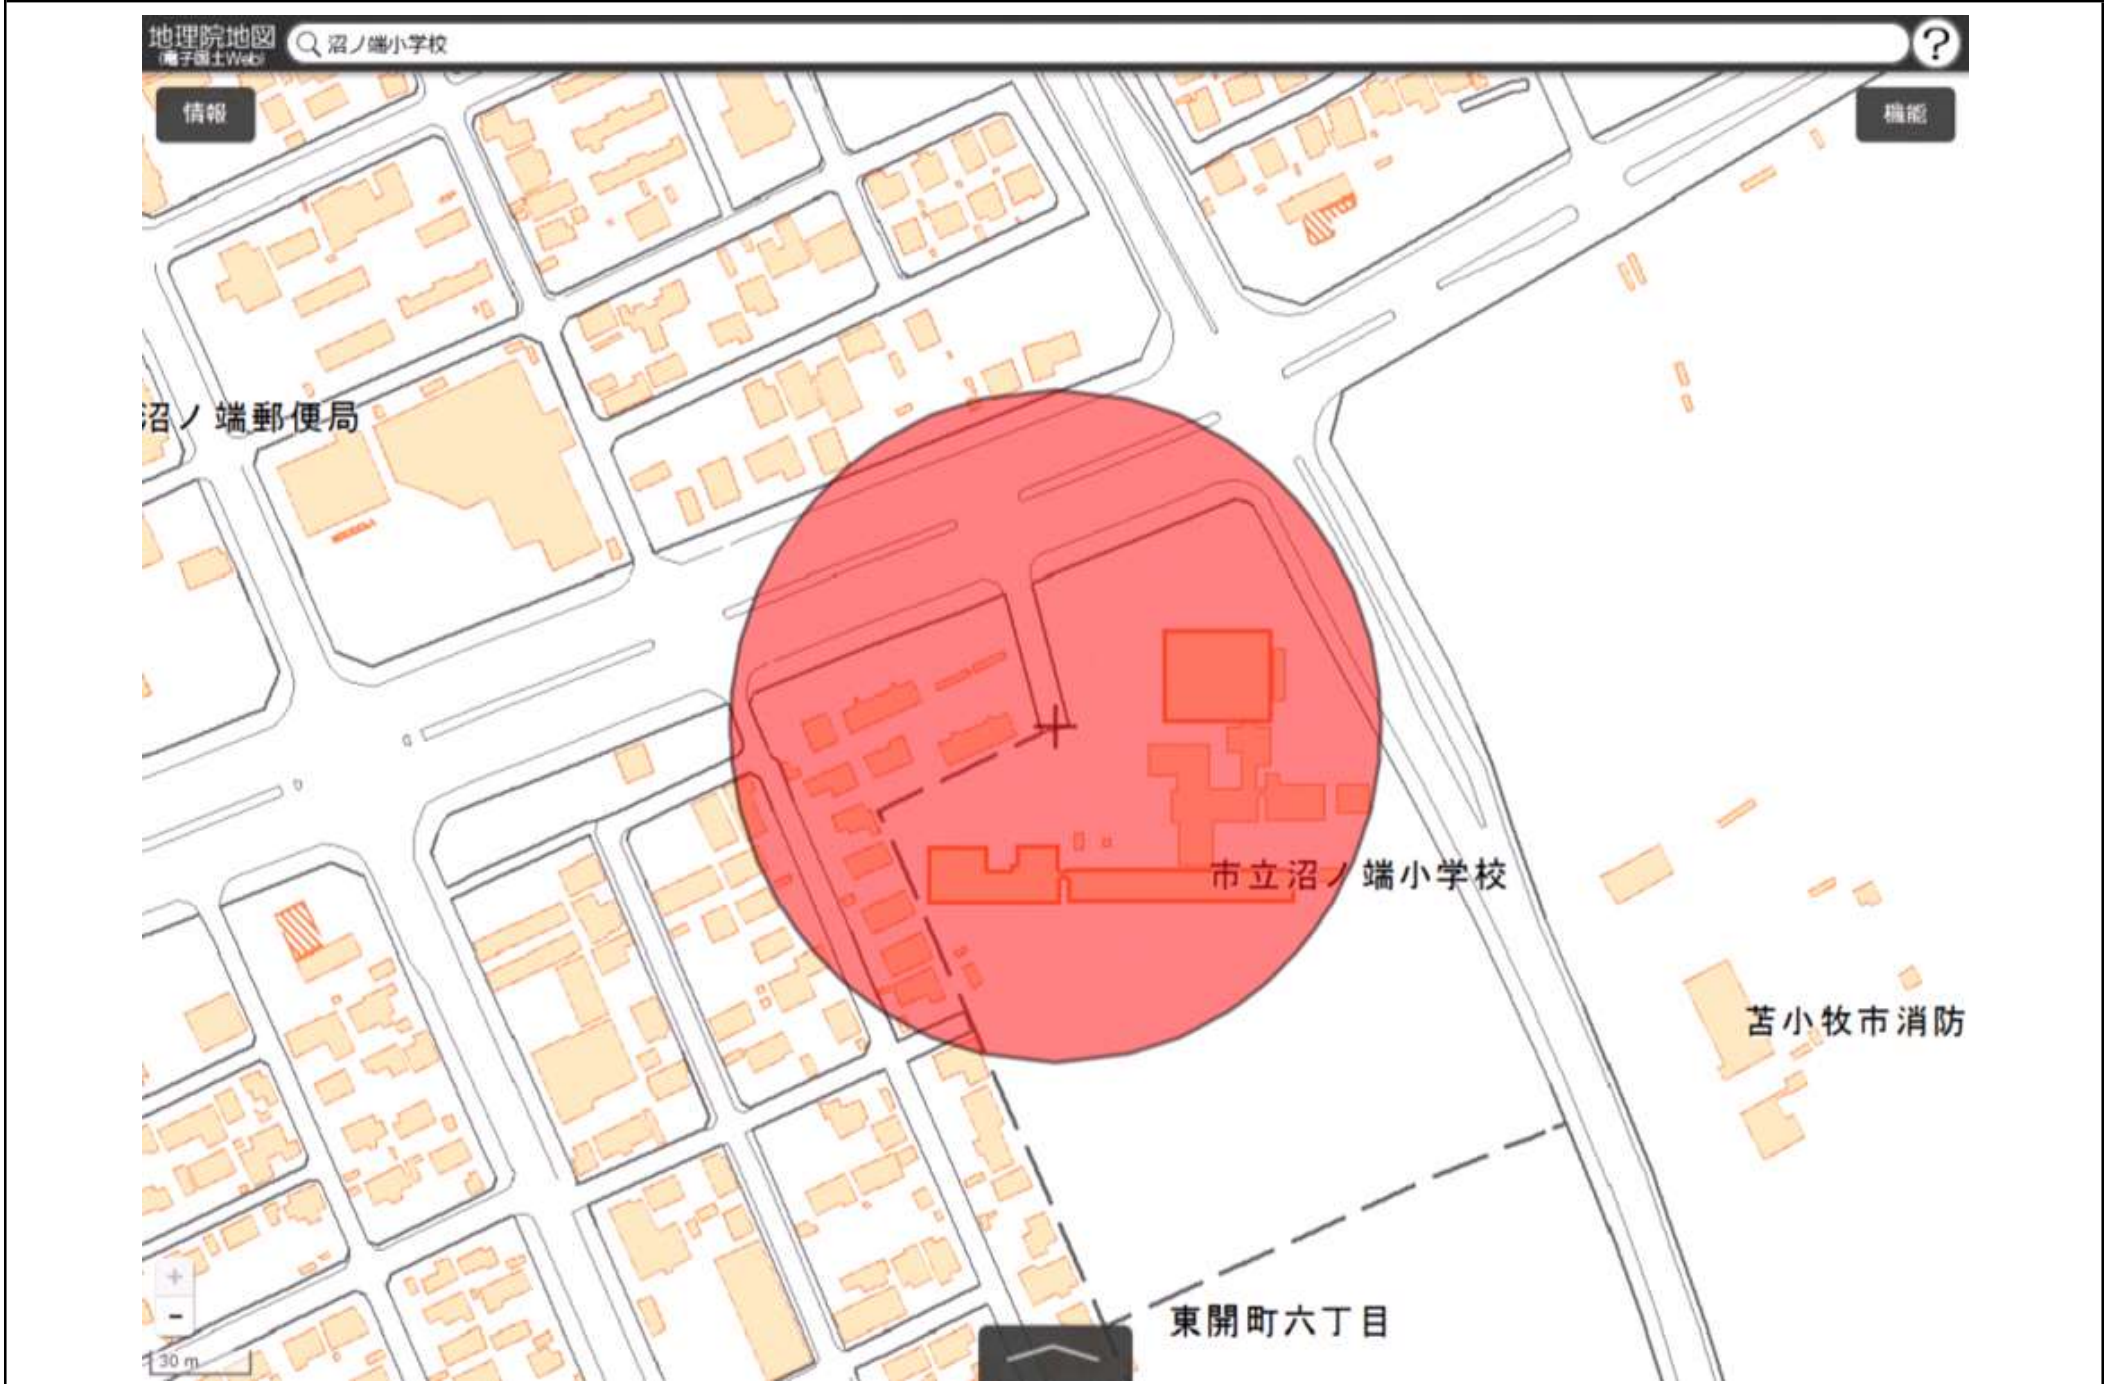 地理院地図
(電子国土Web)
沼ノ端小学校
?
情報
機能
沼ノ端郵便局
市立沼ノ端小学校
苫小牧市消防
東開町六丁目
+
-
30 m